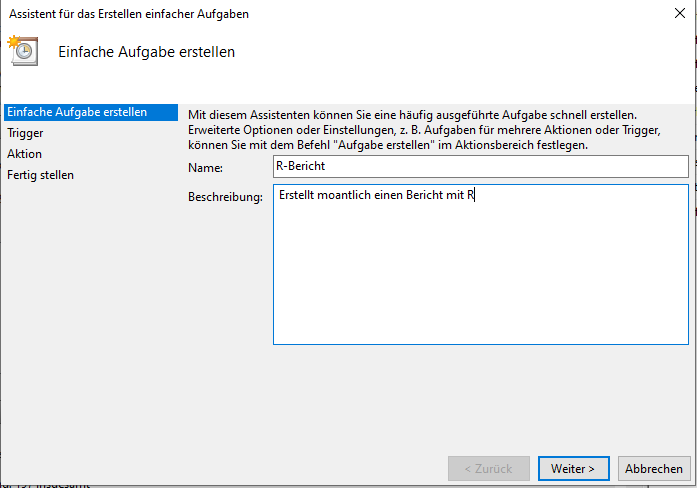 Assistent für das Erstellen einfacher Aufgaben
Einfache Aufgabe erstellen
Einfache Aufgabe erstellen
Trigger
Aktion
Fertig stellen
Mit diesem Assistenten können Sie eine häufig ausgeführte Aufgabe schnell erstellen.
Erweiterte Optionen oder Einstellungen, z. B. Aufgaben für mehrere Aktionen oder Trigger,
können Sie mit dem Befehl "Aufgabe erstellen" im Aktionsbereich festlegen.
Name: R-Bericht
Beschreibung: Erstellt moantlich einen Bericht mit R
< Zurück Weiter > Abbrechen